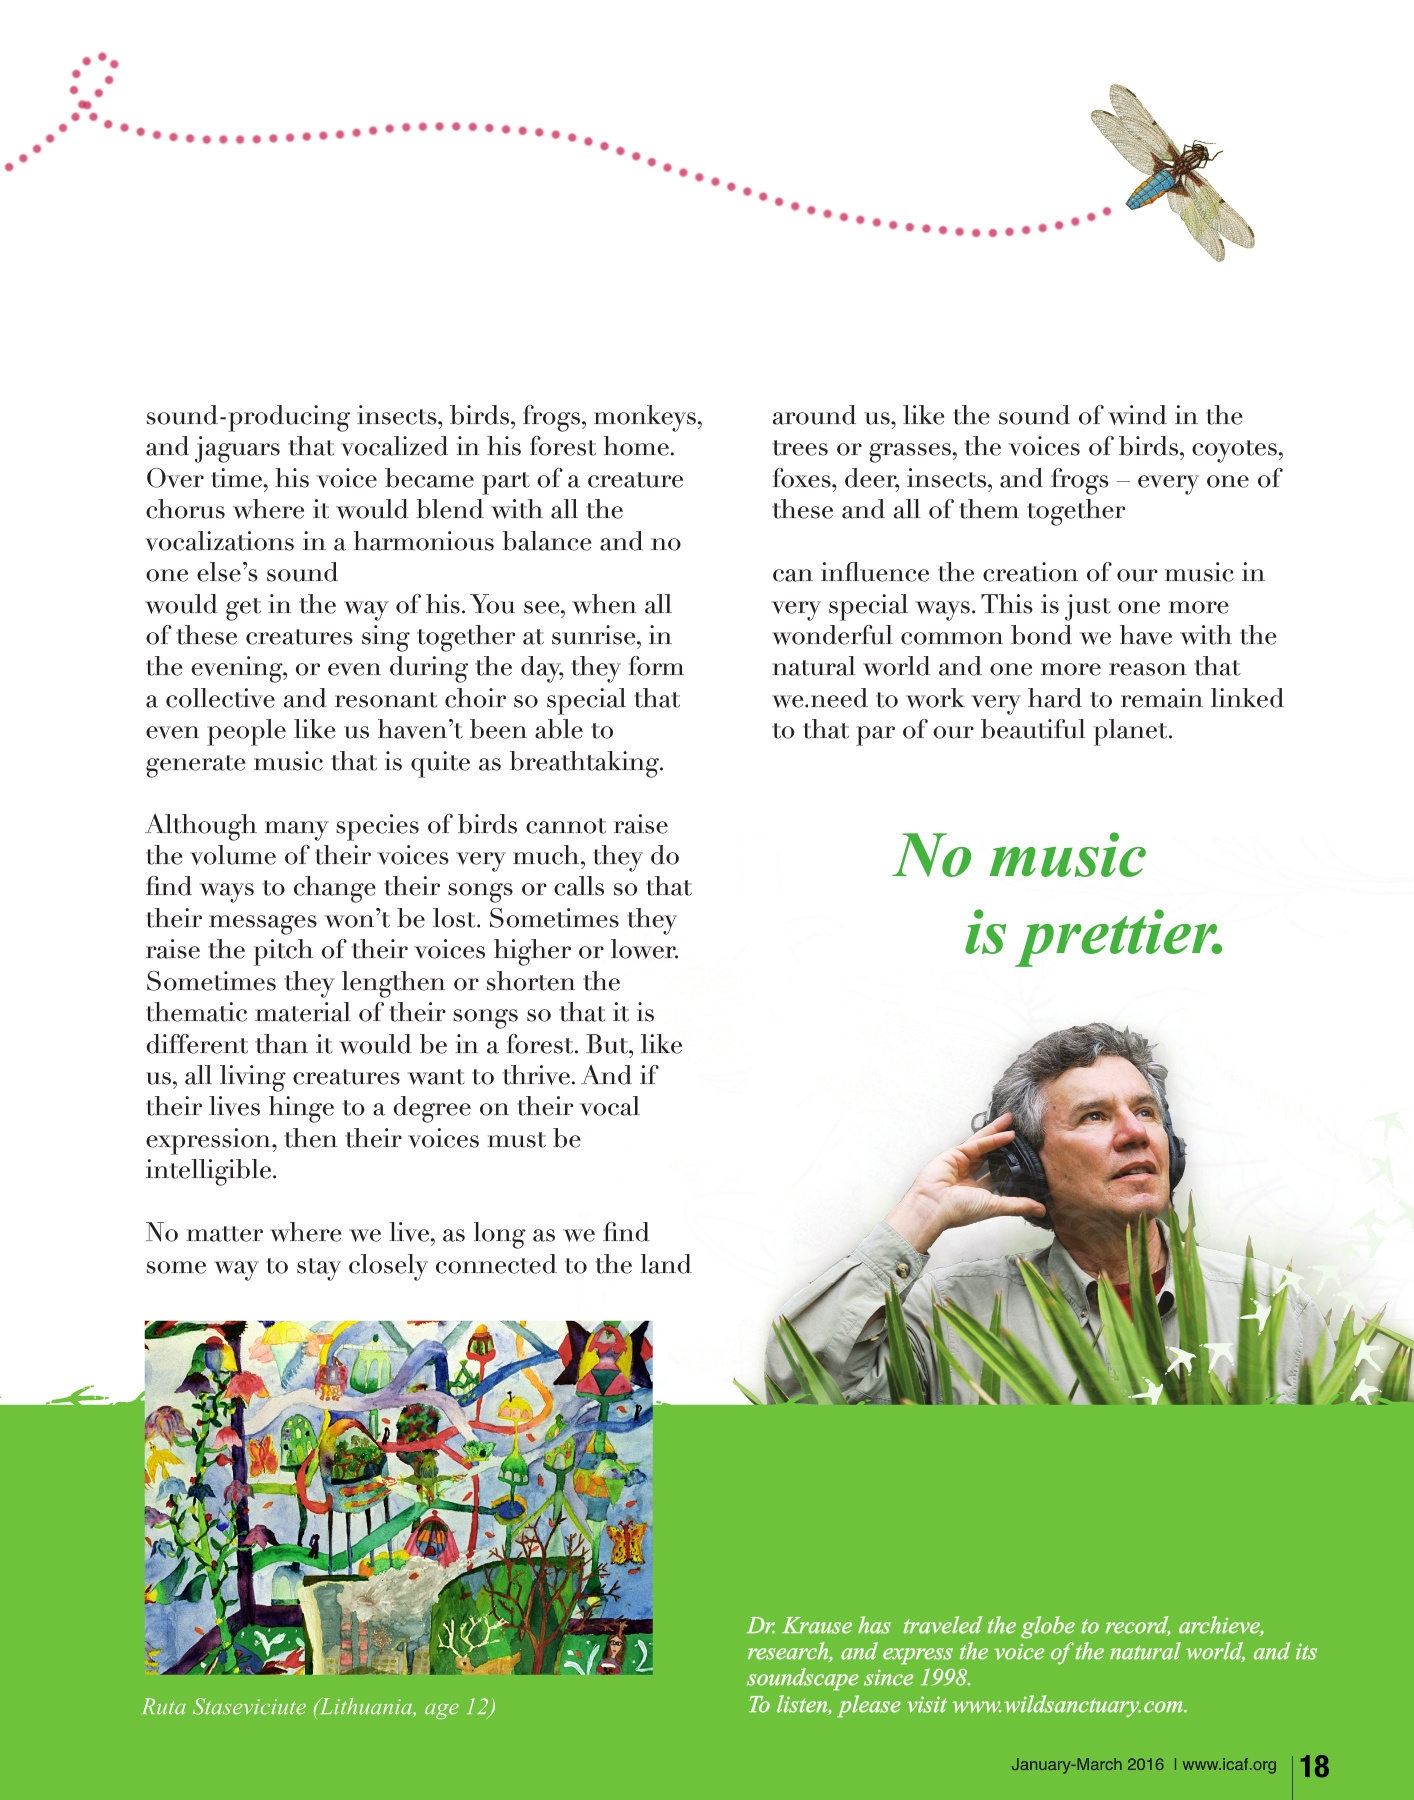 sound-producing insects, birds, frogs, monkeys,
and jaguars that vocalized in his forest home.
Over time, his voice became part of a creature
chorus where it would blend with all the
vocalizations in a harmonious balance and no
one else’s sound
would get in the way of his. You see, when all
of these creatures sing together at sunrise, in
the evening, or even during the day, they form
a collective and resonant choir so special that
even people like us haven’t been able to
generate music that is quite as breathtaking.
Although many species of birds cannot raise
the volume of their voices very much, they do
find ways to change their songs or calls so that
their messages won’t be lost. Sometimes they
raise the pitch of their voices higher or lower.
Sometimes they lengthen or shorten the
thematic material of their songs so that it is
different than it would be in a forest. But, like
us, all living creatures want to thrive. And if
their lives hinge to a degree on their vocal
expression, then their voices must be
intelligible.
No matter where we live, as long as we find
some way to stay closely connected to the land
around us, like the sound of wind in the
trees or grasses, the voices of birds, coyotes,
foxes, deer, insects, and frogs – every one of
these and all of them together
can influence the creation of our music in
very special ways. This is just one more
wonderful common bond we have with the
natural world and one more reason that
we.need to work very hard to remain linked
to that par of our beautiful planet.
No music
is prettier.
Ruta Staseviciute (Lithuania, age 12)
Dr. Krause has traveled the globe to record, archieve,
research, and express the voice of the natural world, and its
soundscape since 1998.
To listen, please visit www.wildsanctuary.com.
January-March 2016 | www.icaf.org | 18